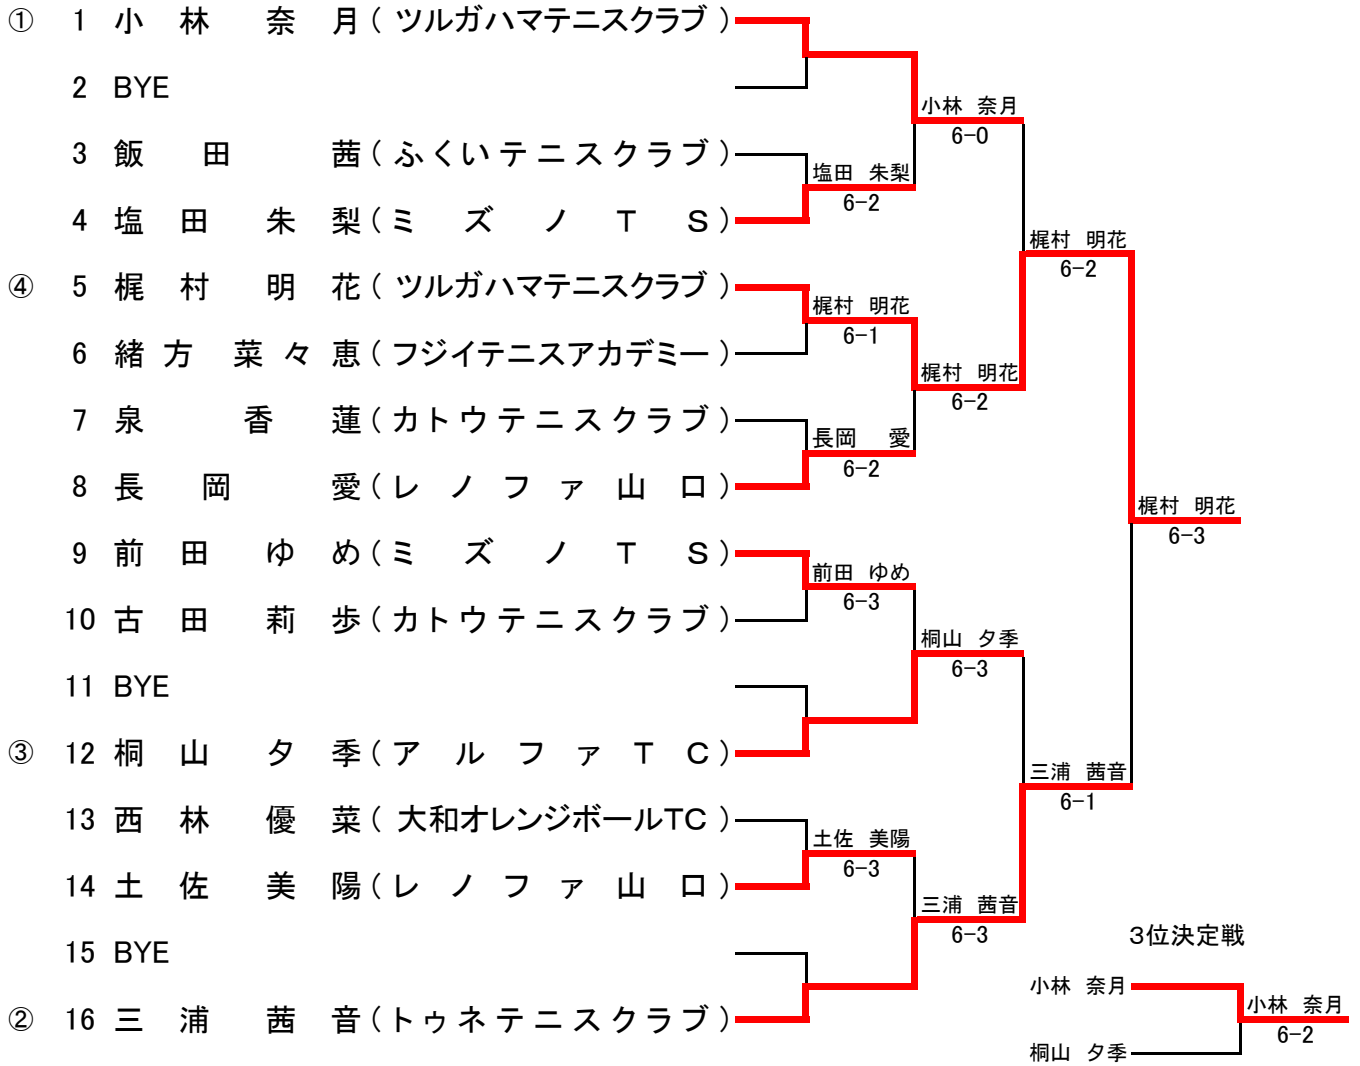 ① 1 小林 奈月(ツルガハマテニスクラブ)
2 BYE
小林 奈月
6-0
3 飯田 茜(ふくいテニスクラブ)
塩田 朱梨
6-2
4 塩田 朱梨(ミズノTS)
梶村 明花
6-2
④ 5 梶村 明花(ツルガハマテニスクラブ)
梶村 明花
6-1
6 緒方 菜々恵(フジイテニスアカデミー)
梶村 明花
6-2
7 泉 香蓮(カトウテニスクラブ)
長岡 愛
6-2
8 長岡 愛(レノファ山口)
梶村 明花
6-3
9 前田 ゆめ(ミズノTS)
前田 ゆめ
6-3
10 古田 莉歩(カトウテニスクラブ)
桐山 夕季
6-3
11 BYE
③ 12 桐山 夕季(アルファTC)
三浦 茜音
6-1
13 西林 優菜(大和オレンジボールTC)
土佐 美陽
6-3
14 土佐 美陽(レノファ山口)
三浦 茜音
6-3
15 BYE
② 16 三浦 茜音(トゥネテニスクラブ)
3位決定戦
小林 奈月
小林 奈月
6-2
桐山 夕季